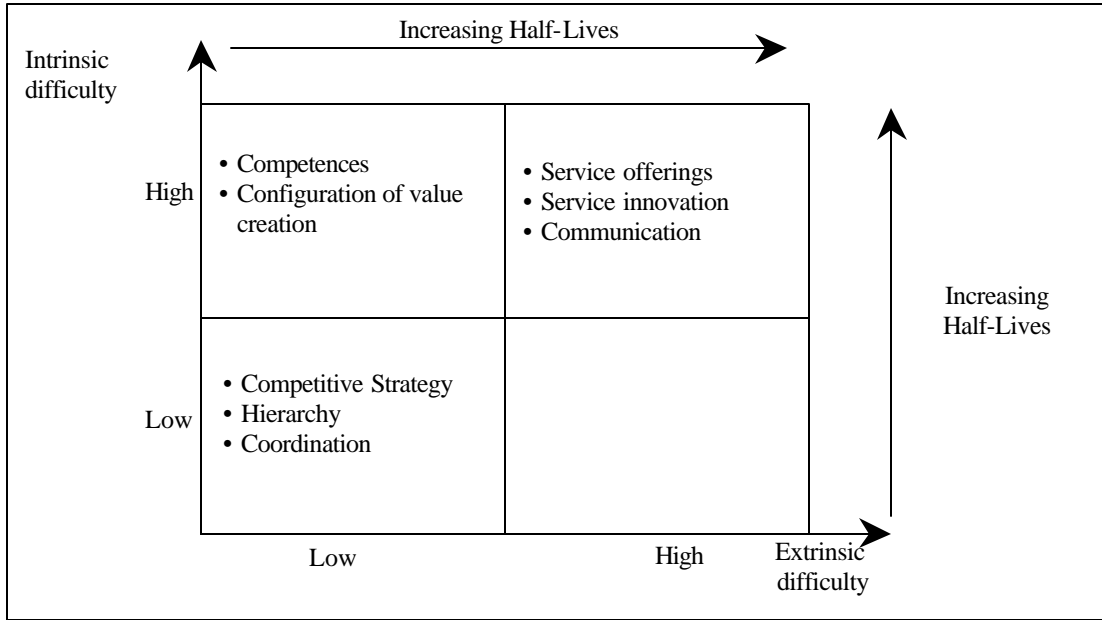 Increasing Half-Lives
Intrinsic
difficulty
• Competences
• Configuration of value
creation
• Service offerings
• Service innovation
• Communication
High
Increasing
Half-Lives
• Competitive Strategy
• Hierarchy
• Coordination
Low
Low
High
Extrinsic
difficulty